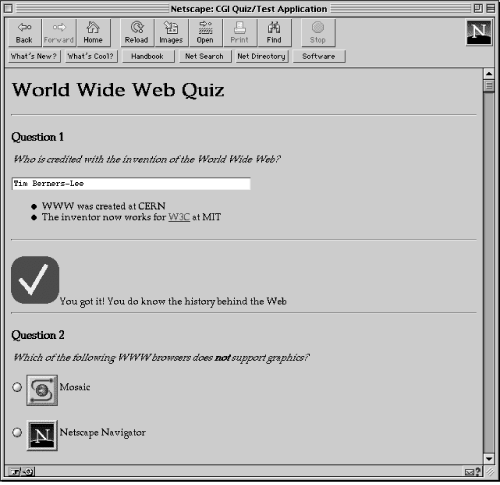 Netscape: CGI Quiz/Test Application
Back Forward Home Reload Images Open Print Find Stop
N
What's New? What's Cool? Handbook Net Search Net Directory Software
World Wide Web Quiz
Question 1
Who is credited with the invention of the World Wide Web?
Tim Berners-Lee
WWW was created at CERN
The inventor now works for W3C at MIT
You got it! You do know the history behind the Web
Question 2
Which of the following WWW browsers does not support graphics?
Mosaic
N Netscape Navigator